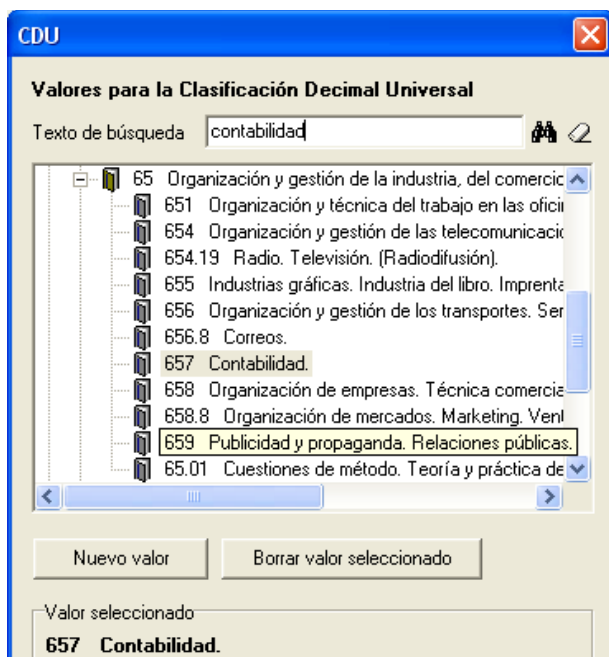 CDU
Valores para la Clasificación Decimal Universal
Texto de búsqueda contabilidad
65 Organización y gestión de la industria, del comercio
651 Organización y técnica del trabajo en las ofici
654 Organización y gestión de las telecomunicacio
654.19 Radio. Televisión. (Radiodifusión).
655 Industrias gráficas. Industria del libro. Imprenta
656 Organización y gestión de los transportes. Ser
656.8 Correos.
657 Contabilidad.
658 Organización de empresas. Técnica comercia
658.8 Organización de mercados. Marketing. Vent
659 Publicidad y propaganda. Relaciones públicas.
65.01 Cuestiones de método. Teoría y práctica de
Nuevo valor Borrar valor seleccionado
Valor seleccionado
657 Contabilidad.